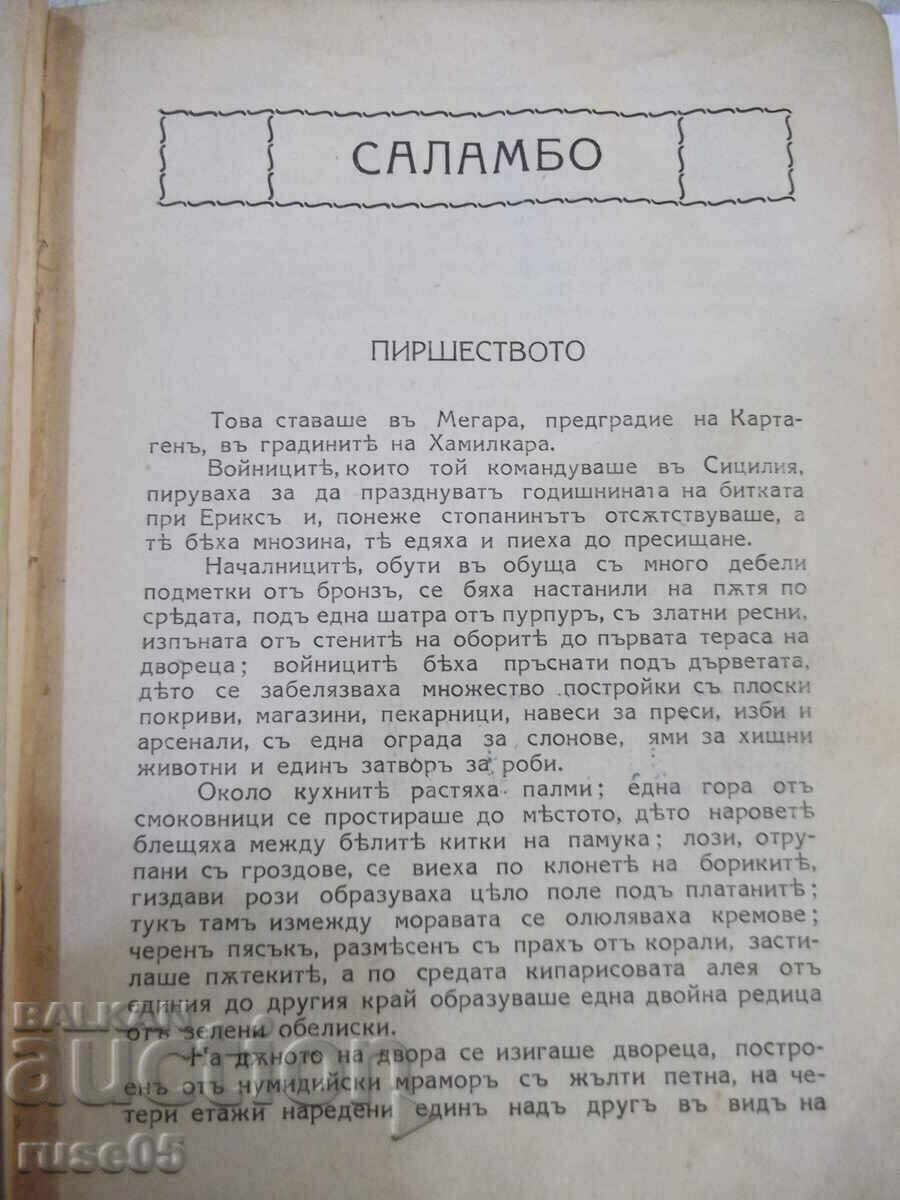 САЛАМБО
ПИРШЕСТВОТО
Това ставаше въ Мегара, предградие на Карта-
генъ, въ градинитѣ на Хамилкара.
Войницитѣ, които той командуваше въ Сицилия,
пируваха за да празднуватъ годишнината на битката
при Ериксъ и, понеже стопанинътъ отсѫтствуваше, а
тѣ бѣха мнозина, тѣ едяха и пиеха до пресищане.
Началницитѣ, обути въ обуща съ много дебели
подметки отъ бронзъ, се бяха настанили на пѫтя по
срѣдата, подъ една шатра отъ пурпуръ, съ златни ресни,
изпъната отъ стенитѣ на оборитѣ до първата тераса на
двореца; войницитѣ бѣха пръснати подъ дърветата,
дѣто се забелязваха множество постройки съ плоски
покриви, магазини, пекарници, навеси за преси, изби и
арсенали, съ една ограда за слонове, ями за хищни
животни и единъ затворъ за роби.
Около кухнитѣ растяха палми; една гора отъ
смоковници се простираше до мѣстото, дѣто нароветѣ
блещяха между бѣлитѣ китки на памука; лози, отру-
пани съ гроздове, се виеха по клонетѣ на борикитѣ,
гиздави рози образуваха цѣло поле подъ платанитѣ;
тукъ тамъ измежду моравата се олюляваха кремове;
черенъ пясъкъ, размѣсенъ съ прахъ отъ корали, засти-
лаше пѫтекитѣ, а по средата кипарисовата алея отъ
единия до другия край образуваше една двойна редица
отъ зелени обелиски.
На дъното на двора се изигаше двореца, постро-
енъ отъ нумидийски мраморъ съ жълти петна, на че-
тери етажи наредени единъ надъ другъ въ видъ на
BALKAN
auction
ruse05